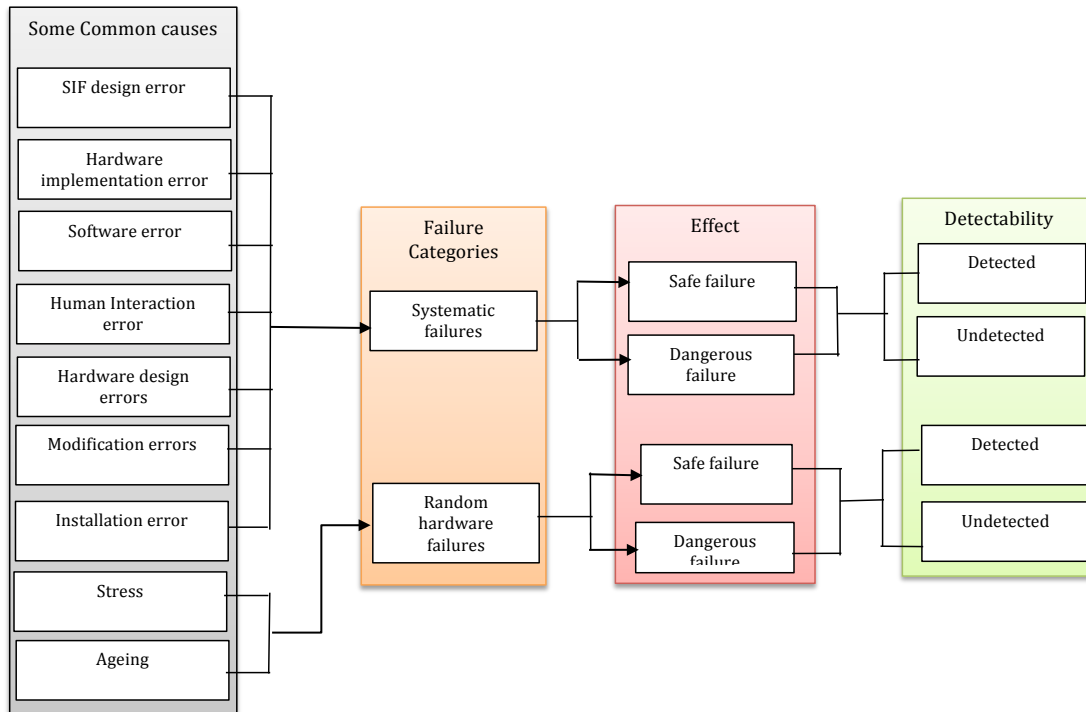 Some Common causes
SIF design error
Hardware
implementation error
Software error
Human Interaction
error
Hardware design
errors
Modification errors
Installation error
Stress
Ageing
Failure
Categories
Systematic
failures
Random
hardware
failures
Effect
Safe failure
Dangerous
failure
Safe failure
Dangerous
failure
Detectability
Detected
Undetected
Detected
Undetected